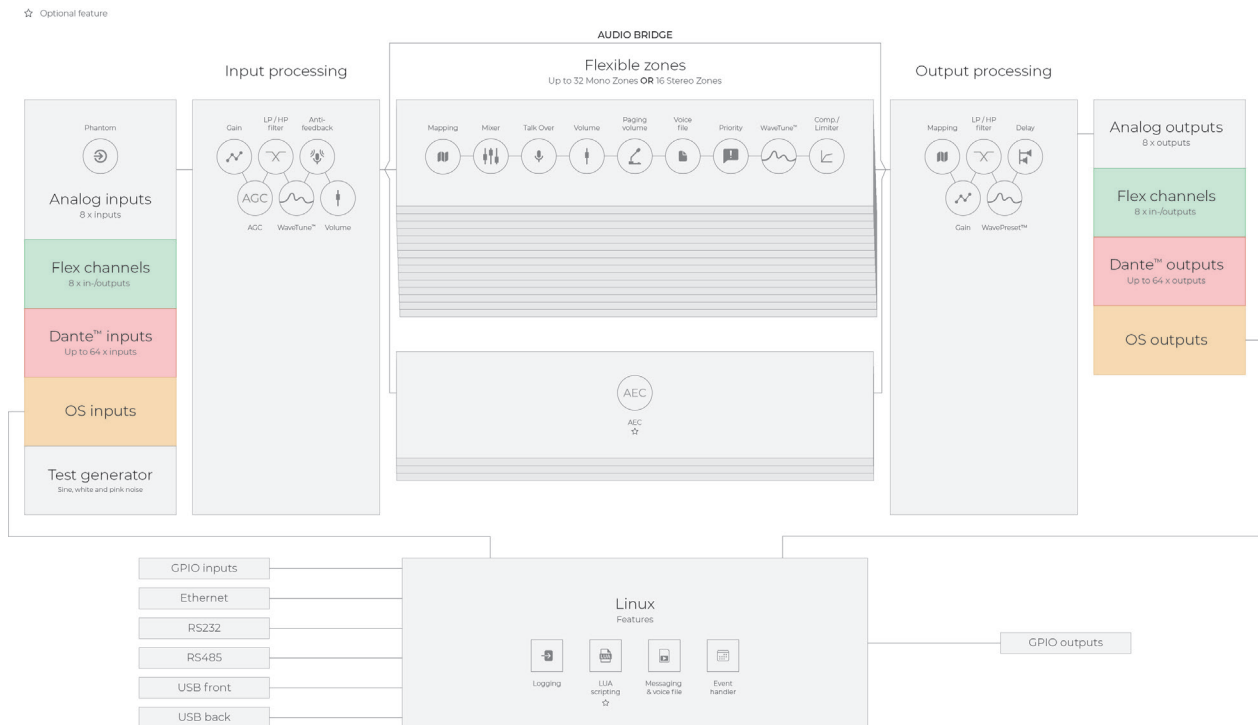 ☆ Optional feature
AUDIO BRIDGE
Input processing
Flexible zones
Up to 32 Mono Zones OR 16 Stereo Zones
Output processing
Phantom
Analog inputs
8 x inputs
Flex channels
8 x in-/outputs
Dante™ inputs
Up to 64 x inputs
OS inputs
Test generator
Sine, white and pink noise
Gain
LP / HP
filter
Anti-
feedback
AGC
AGC
WaveTune™
Volume
Mapping
Mixer
Talk Over
Volume
Paging
volume
Voice
file
Priority
WaveTune™
Comp./
Limiter
AEC
AEC
☆
Mapping
LP / HP
filter
Delay
Gain
WavePreset™
Analog outputs
8 x outputs
Flex channels
8 x in-/outputs
Dante™ outputs
Up to 64 x outputs
OS outputs
GPIO inputs
Ethernet
RS232
RS485
USB front
USB back
Linux
Features
Logging
LUA
LUA
scripting
☆
Messaging
& voice file
Event
handler
GPIO outputs